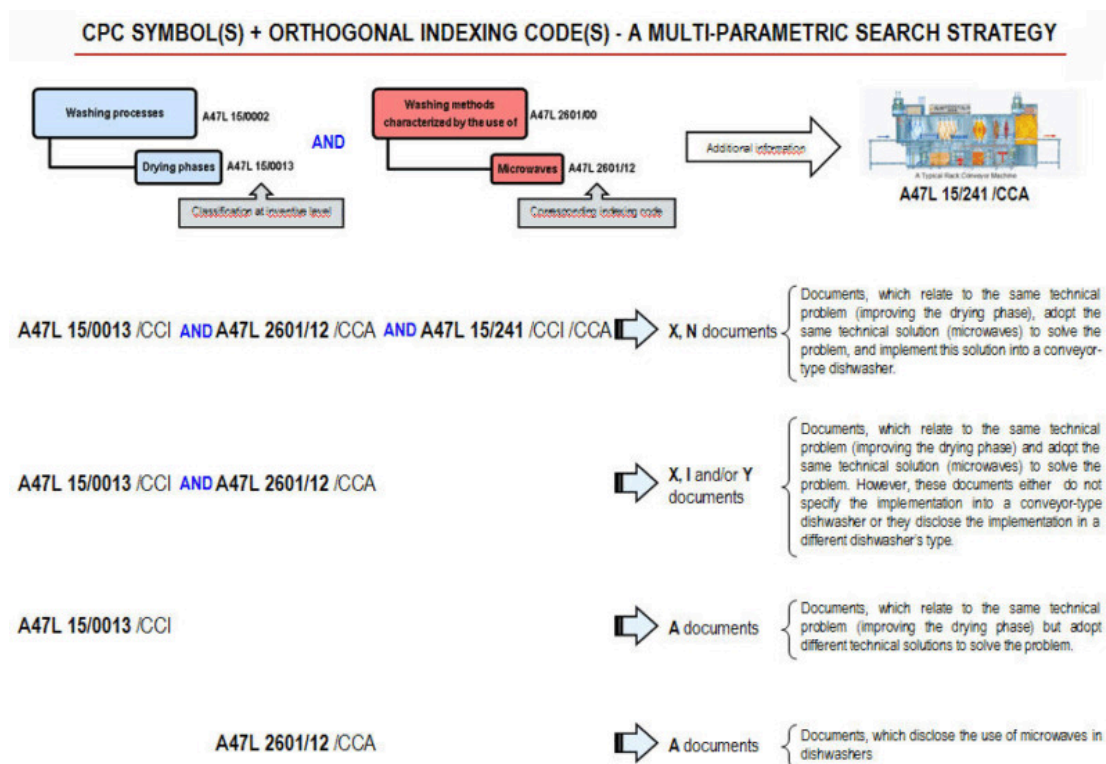 CPC SYMBOL(S) + ORTHOGONAL INDEXING CODE(S) - A MULTI-PARAMETRIC SEARCH STRATEGY
Washing processes
A47L 15/0002
Drying phases
A47L 15/0013
Classification at inventive level
AND
Washing methods
characterized by the use of
A47L 2601/00
Microwaves
A47L 2601/12
Corresponding indexing code
Additional information
A Typical Rack Conveyor Machine
A47L 15/241 /CCA
A47L 15/0013 /CCI AND A47L 2601/12 /CCA AND A47L 15/241 /CCI /CCA
X, N documents
Documents, which relate to the same technical
problem (improving the drying phase), adopt
the same technical solution (microwaves) to solve the
problem, and implement this solution into a conveyor-
type dishwasher.
A47L 15/0013 /CCI AND A47L 2601/12 /CCA
X, I and/or Y
documents
Documents, which relate to the same technical
problem (improving the drying phase) and adopt the
same technical solution (microwaves) to solve the
problem. However, these documents either do not
specify the implementation into a conveyor-type
dishwasher or they disclose the implementation in a
different dishwasher's type.
A47L 15/0013 /CCI
A documents
Documents, which relate to the same technical
problem (improving the drying phase) but adopt
different technical solutions to solve the problem.
A47L 2601/12 /CCA
A documents
Documents, which disclose the use of microwaves in
dishwashers